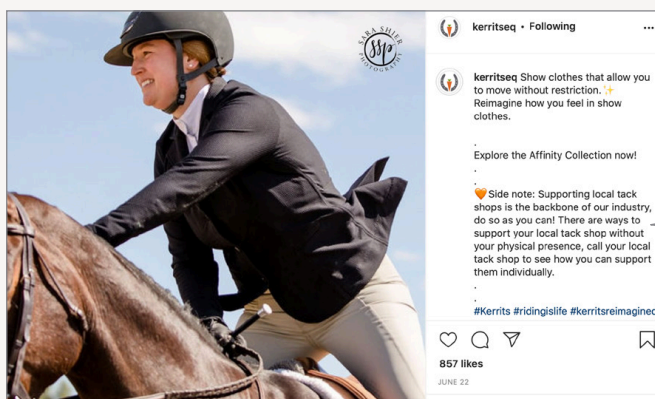 SARA SHIER
ssp
PHOTOGRAPHY
kerritseq • Following
kerritseq Show clothes that allow you
to move without restriction. ✨
Reimagine how you feel in show
clothes.
.
Explore the Affinity Collection now!
.
.
🧡Side note: Supporting local tack
shops is the backbone of our industry,
do so as you can! There are ways to
support your local tack shop without
your physical presence, call your local
tack shop to see how you can support
them individually.
.
.
#Kerrits #ridingislife #kerritsreimagined
857 likes
JUNE 22